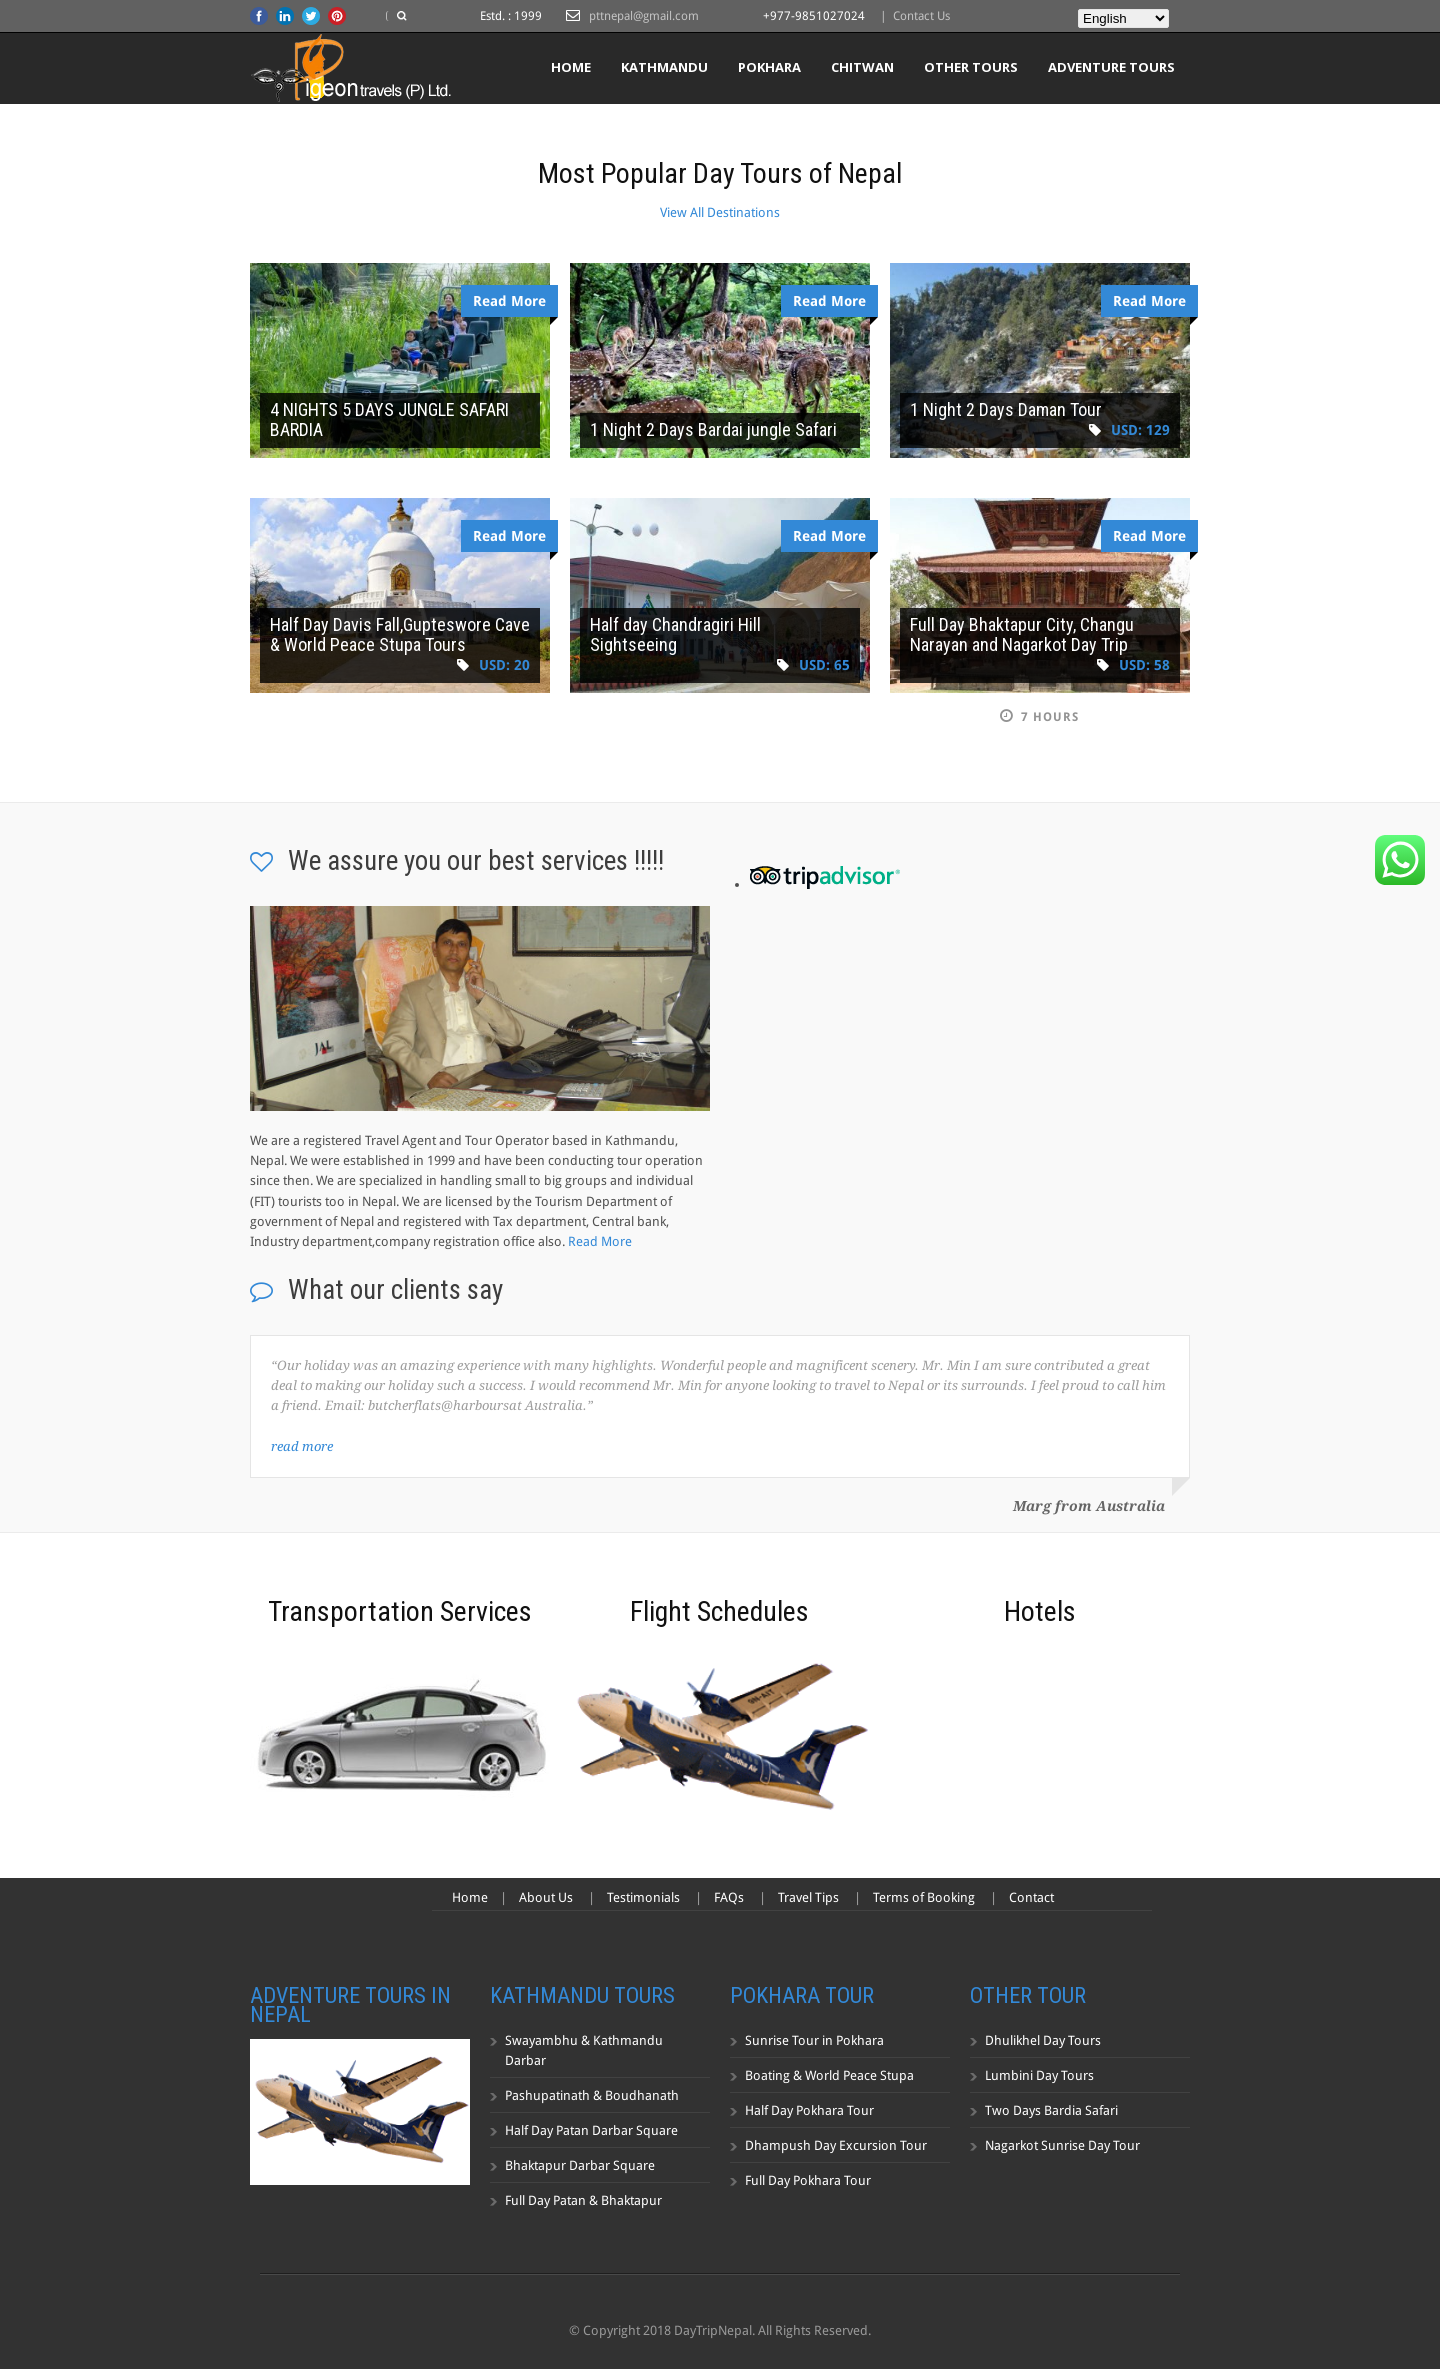 Estd. : 1999
pttnepal@gmail.com
+977-9851027024
| Contact Us
English
igeon travels (P) Ltd.
HOME
KATHMANDU
POKHARA
CHITWAN
OTHER TOURS
ADVENTURE TOURS
Most Popular Day Tours of Nepal
View All Destinations
Read More
4 NIGHTS 5 DAYS JUNGLE SAFARI
BARDIA
Read More
1 Night 2 Days Bardai jungle Safari
Read More
1 Night 2 Days Daman Tour
USD: 129
Read More
Half Day Davis Fall,Gupteswore Cave
& World Peace Stupa Tours
USD: 20
Read More
Half day Chandragiri Hill
Sightseeing
USD: 65
Read More
Full Day Bhaktapur City, Changu
Narayan and Nagarkot Day Trip
USD: 58
7 HOURS
We assure you our best services !!!!!
tripadvisor®
JAL
We are a registered Travel Agent and Tour Operator based in Kathmandu,
Nepal. We were established in 1999 and have been conducting tour operation
since then. We are specialized in handling small to big groups and individual
(FIT) tourists too in Nepal. We are licensed by the Tourism Department of
government of Nepal and registered with Tax department, Central bank,
Industry department,company registration office also. Read More
What our clients say
“Our holiday was an amazing experience with many highlights. Wonderful people and magnificent scenery. Mr. Min I am sure contributed a great
deal to making our holiday such a success. I would recommend Mr. Min for anyone looking to travel to Nepal or its surrounds. I feel proud to call him
a friend. Email: butcherflats@harboursat Australia.”
read more
Marg from Australia
Transportation Services
Flight Schedules
Hotels
9N-AIT
Buddha Air
Home | About Us | Testimonials | FAQs | Travel Tips | Terms of Booking | Contact
ADVENTURE TOURS IN
NEPAL
9N-AIT
Buddha Air
KATHMANDU TOURS
Swayambhu & Kathmandu
Darbar
Pashupatinath & Boudhanath
Half Day Patan Darbar Square
Bhaktapur Darbar Square
Full Day Patan & Bhaktapur
POKHARA TOUR
Sunrise Tour in Pokhara
Boating & World Peace Stupa
Half Day Pokhara Tour
Dhampush Day Excursion Tour
Full Day Pokhara Tour
OTHER TOUR
Dhulikhel Day Tours
Lumbini Day Tours
Two Days Bardia Safari
Nagarkot Sunrise Day Tour
© Copyright 2018 DayTripNepal. All Rights Reserved.